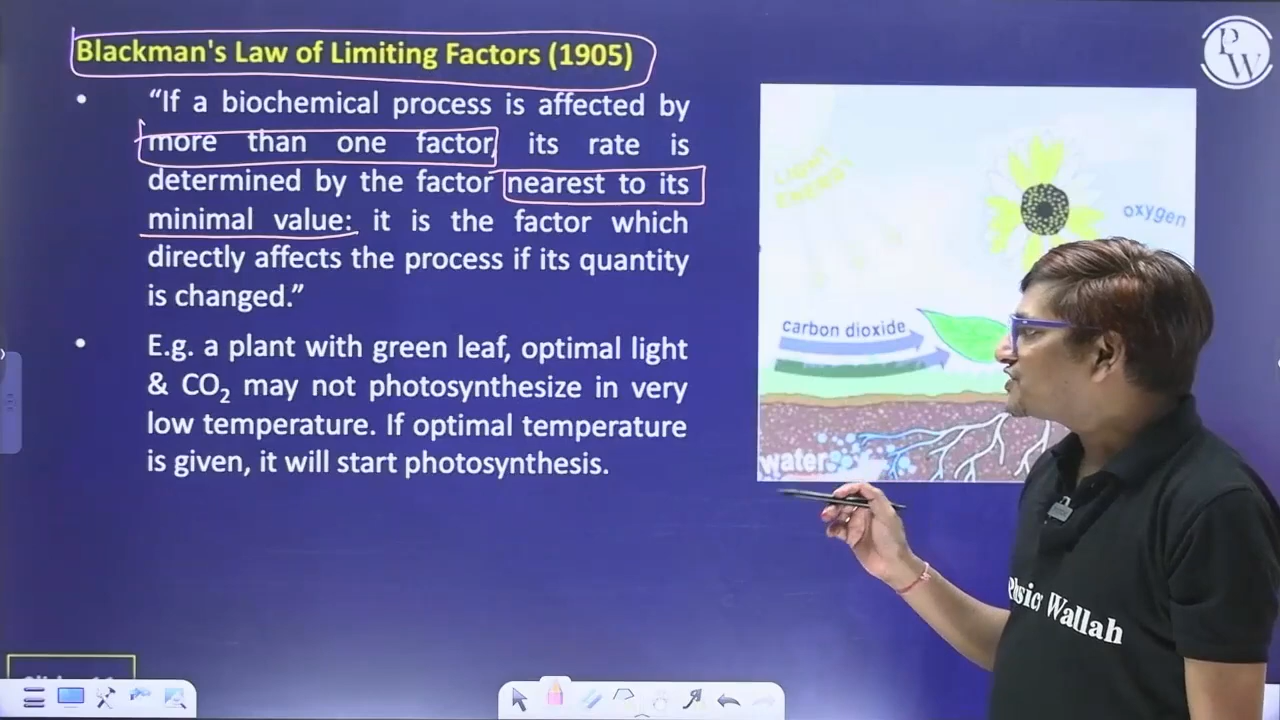 Blackman's Law of Limiting Factors (1905)
• “If a biochemical process is affected by
more than one factor, its rate is
determined by the factor nearest to its
minimal value: it is the factor which
directly affects the process if its quantity
is changed.”
• E.g. a plant with green leaf, optimal light
& CO₂ may not photosynthesize in very
low temperature. If optimal temperature
is given, it will start photosynthesis.
PW
LIGHT
ENERGY
oxygen
carbon dioxide
water
Physics Wallah